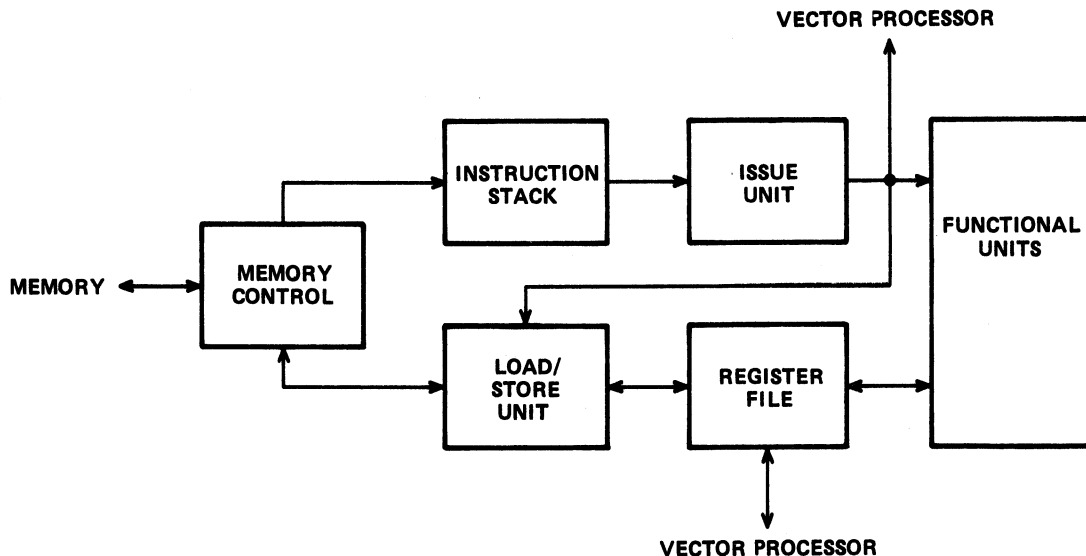 VECTOR PROCESSOR
INSTRUCTION
STACK
ISSUE
UNIT
FUNCTIONAL
UNITS
MEMORY
MEMORY
CONTROL
LOAD/
STORE
UNIT
REGISTER
FILE
VECTOR PROCESSOR